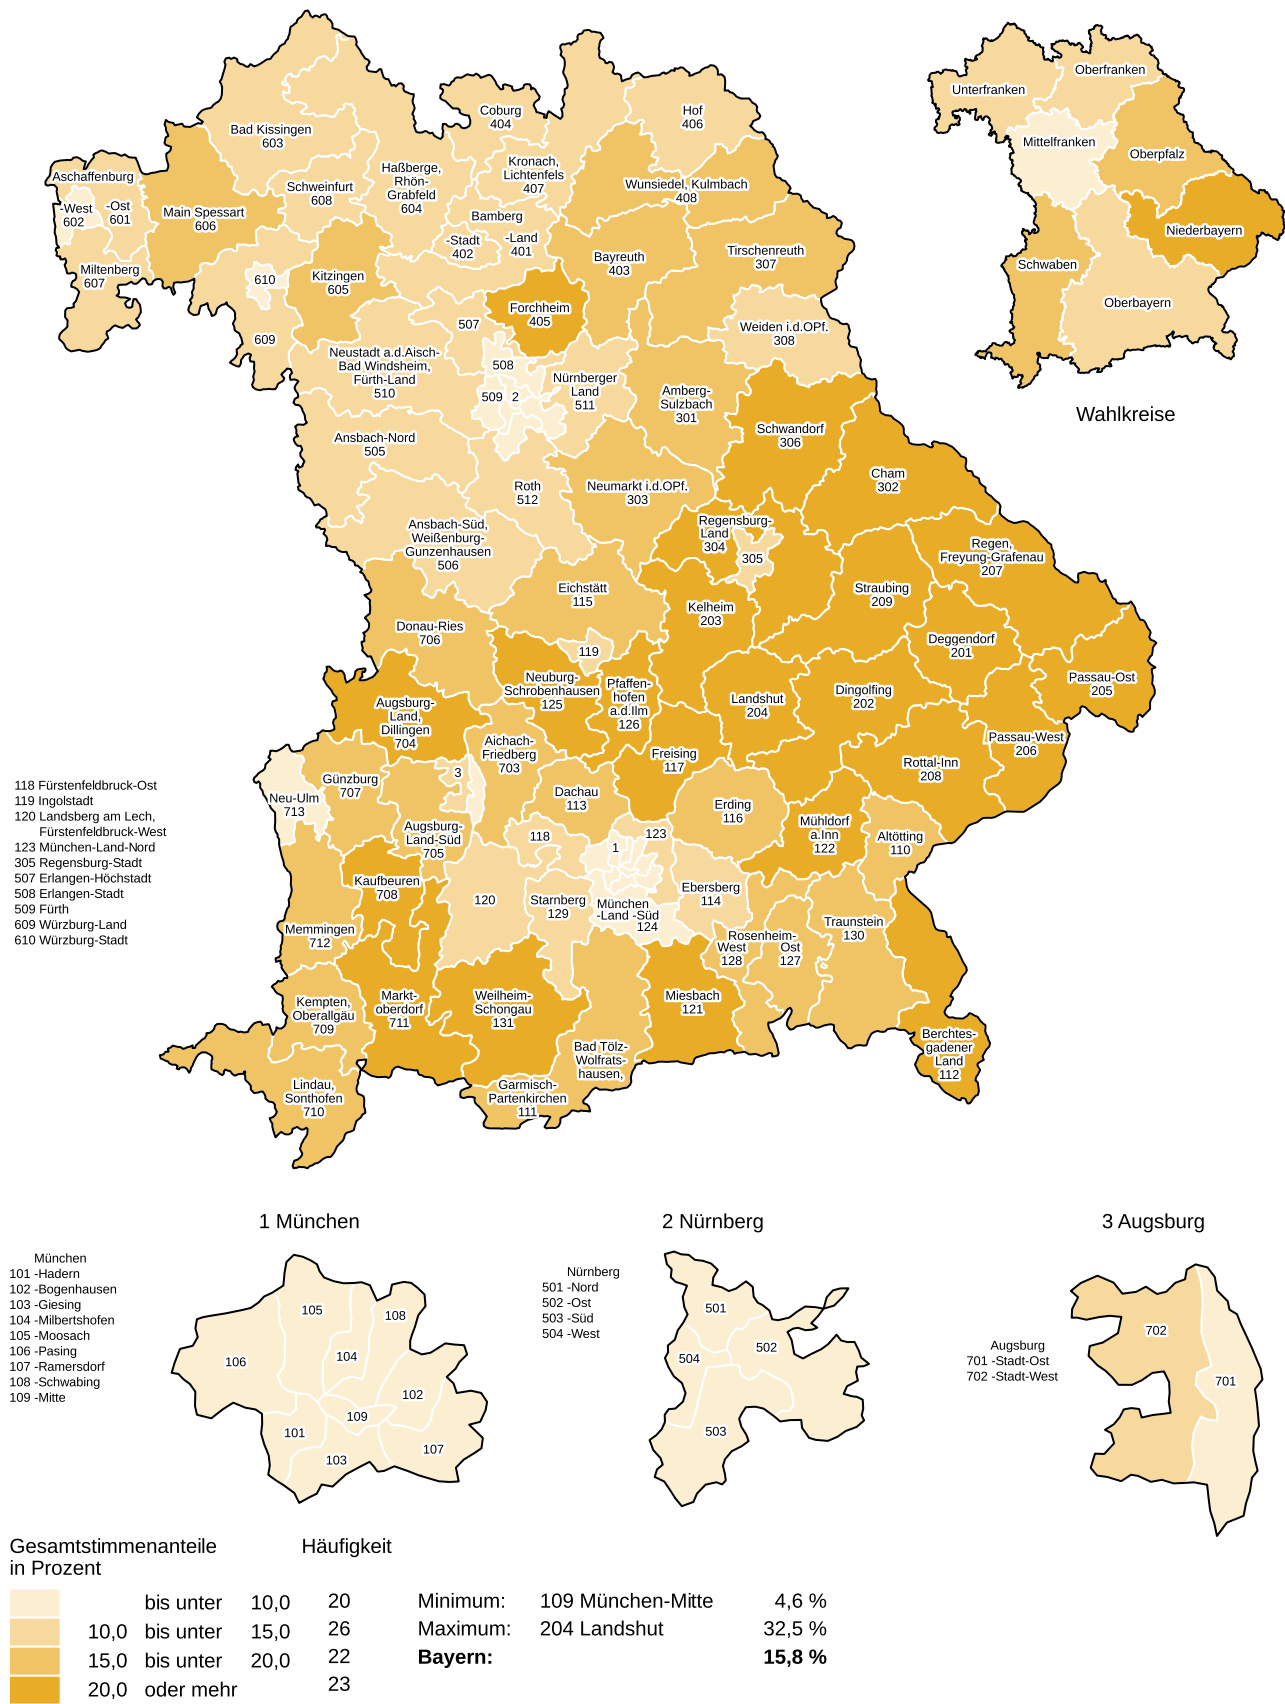 Coburg
404
Hof
406
Bad Kissingen
603
Kronach,
Lichtenfels
407
Haßberge,
Rhön-
Grabfeld
604
Aschaffenburg
-West
602
-Ost
601
Schweinfurt
608
Wunsiedel, Kulmbach
408
Main Spessart
606
Bamberg
-Stadt
402
-Land
401
Miltenberg
607
610
Kitzingen
605
Bayreuth
403
Tirschenreuth
307
Forchheim
405
507
609
Weiden i.d.OPf.
308
Neustadt a.d.Aisch-
Bad Windsheim,
Fürth-Land
510
508
509
2
Nürnberger
Land
511
Amberg-
Sulzbach
301
Schwandorf
306
Ansbach-Nord
505
Cham
302
Roth
512
Neumarkt i.d.OPf.
303
Ansbach-Süd,
Weißenburg-
Gunzenhausen
506
Regensburg-
Land
304
305
Regen,
Freyung-Grafenau
207
Eichstätt
115
Kelheim
203
Straubing
209
Donau-Ries
706
Deggendorf
201
119
Neuburg-
Schrobenhausen
125
Pfaffen-
hofen
a.d.Ilm
126
Passau-Ost
205
Augsburg-
Land,
Dillingen
704
Landshut
204
Dingolfing
202
Aichach-
Friedberg
703
Passau-West
206
Freising
117
Rottal-Inn
208
3
Günzburg
707
Neu-Ulm
713
Dachau
113
Erding
116
Augsburg-
Land-Süd
705
118
123
1
Mühldorf
a.Inn
122
Altötting
110
Kaufbeuren
708
120
Starnberg
129
München
-Land -Süd
124
Ebersberg
114
Memmingen
712
Traunstein
130
Rosenheim-
West
128
Ost
127
Kempten,
Oberallgäu
709
Markt-
oberdorf
711
Weilheim-
Schongau
131
Miesbach
121
Berchtes-
gadener
Land
112
Bad Tölz-
Wolfrats-
hausen,
Lindau,
Sonthofen
710
Garmisch-
Partenkirchen
111
Unterfranken
Oberfranken
Mittelfranken
Oberpfalz
Niederbayern
Schwaben
Oberbayern
Wahlkreise
118 Fürstenfeldbruck-Ost
119 Ingolstadt
120 Landsberg am Lech,
Fürstenfeldbruck-West
123 München-Land-Nord
305 Regensburg-Stadt
507 Erlangen-Höchstadt
508 Erlangen-Stadt
509 Fürth
609 Würzburg-Land
610 Würzburg-Stadt
1 München
München
101 -Hadern
102 -Bogenhausen
103 -Giesing
104 -Milbertshofen
105 -Moosach
106 -Pasing
107 -Ramersdorf
108 -Schwabing
109 -Mitte
105
108
104
106
102
109
101
107
103
2 Nürnberg
Nürnberg
501 -Nord
502 -Ost
503 -Süd
504 -West
501
502
504
503
3 Augsburg
Augsburg
701 -Stadt-Ost
702 -Stadt-West
702
701
Gesamtstimmenanteile
in Prozent
Häufigkeit
bis unter 10,0 20
10,0 bis unter 15,0 26
15,0 bis unter 20,0 22
20,0 oder mehr 23
Minimum: 109 München-Mitte 4,6 %
Maximum: 204 Landshut 32,5 %
Bayern: 15,8 %